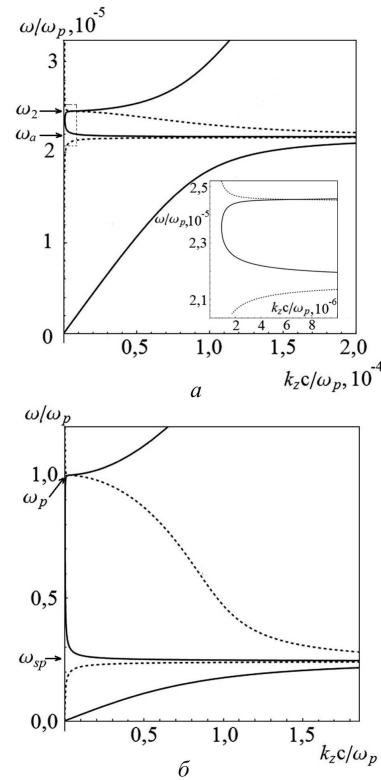 ω/ω_p, 10^-5
3
ω_2
ω_a
2
1
0
2,5
ω/ω_p, 10^-5
2,3
2,1
k_zc/ω_p, 10^-6
2 4 6 8
0,5 1,0 1,5 2,0
k_zc/ω_p, 10^-4
а
ω/ω_p
1,0
ω_p
0,5
ω_sp
0,0
0,5 1,0 1,5
k_zc/ω_p
б